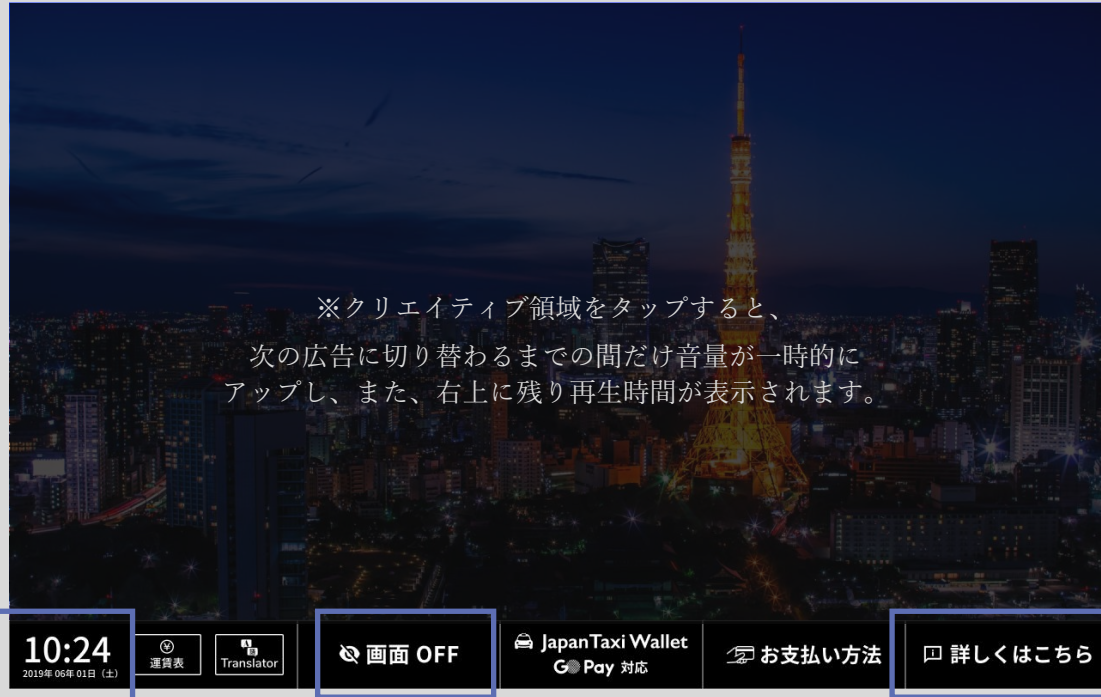 ※クリエイティブ領域をタップすると、
次の広告に切り替わるまでの間だけ音量が一時的に
アップし、また、右上に残り再生時間が表示されます。
10:24
2019年 06年 01日（土）
運賃表
Translator
画面 OFF
JapanTaxi Wallet
GO Pay 対応
お支払い方法
詳しくはこちら